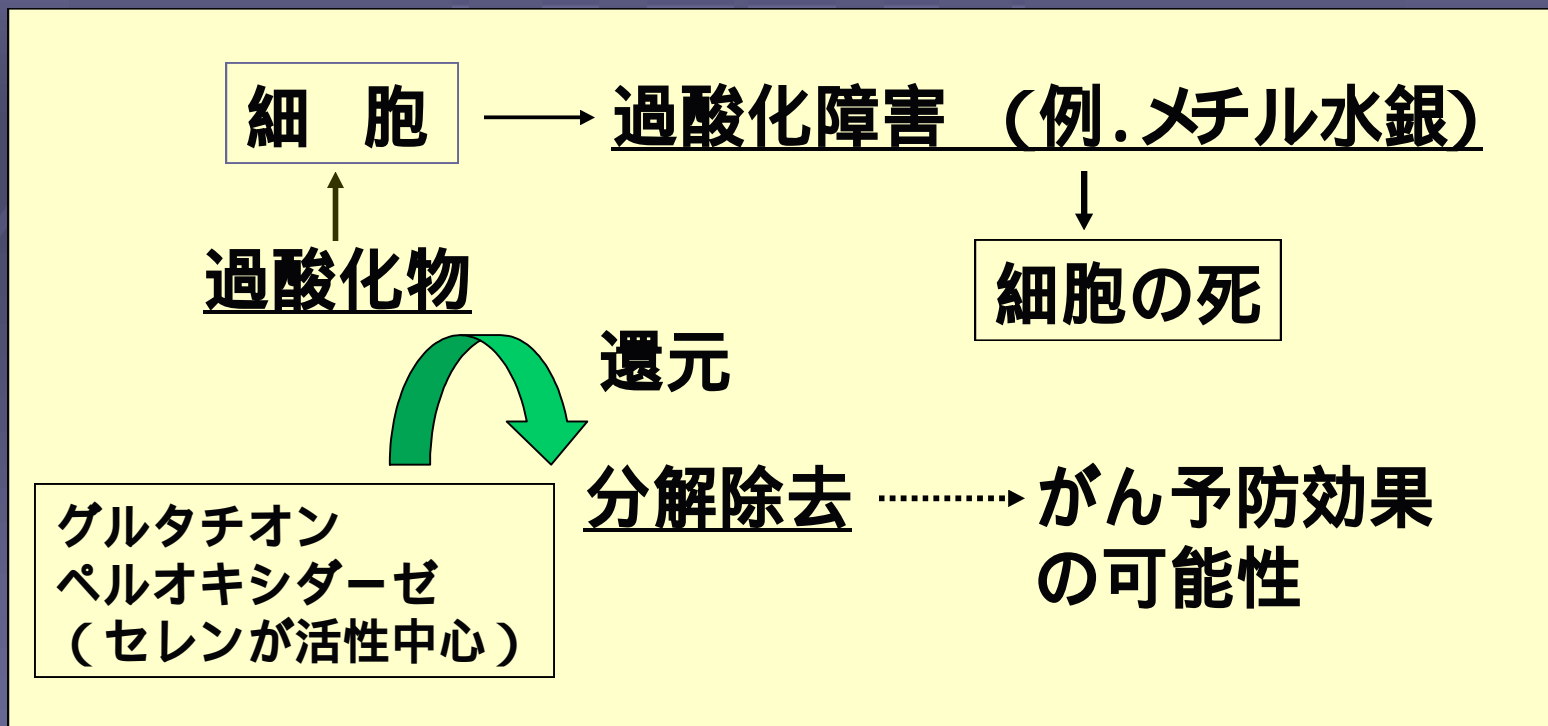 細　胞
過酸化障害　（例．メチル水銀）
過酸化物
細胞の死
還元
分解除去
がん予防効果
の可能性
グルタチオン
ペルオキシダーゼ
（セレンが活性中心）